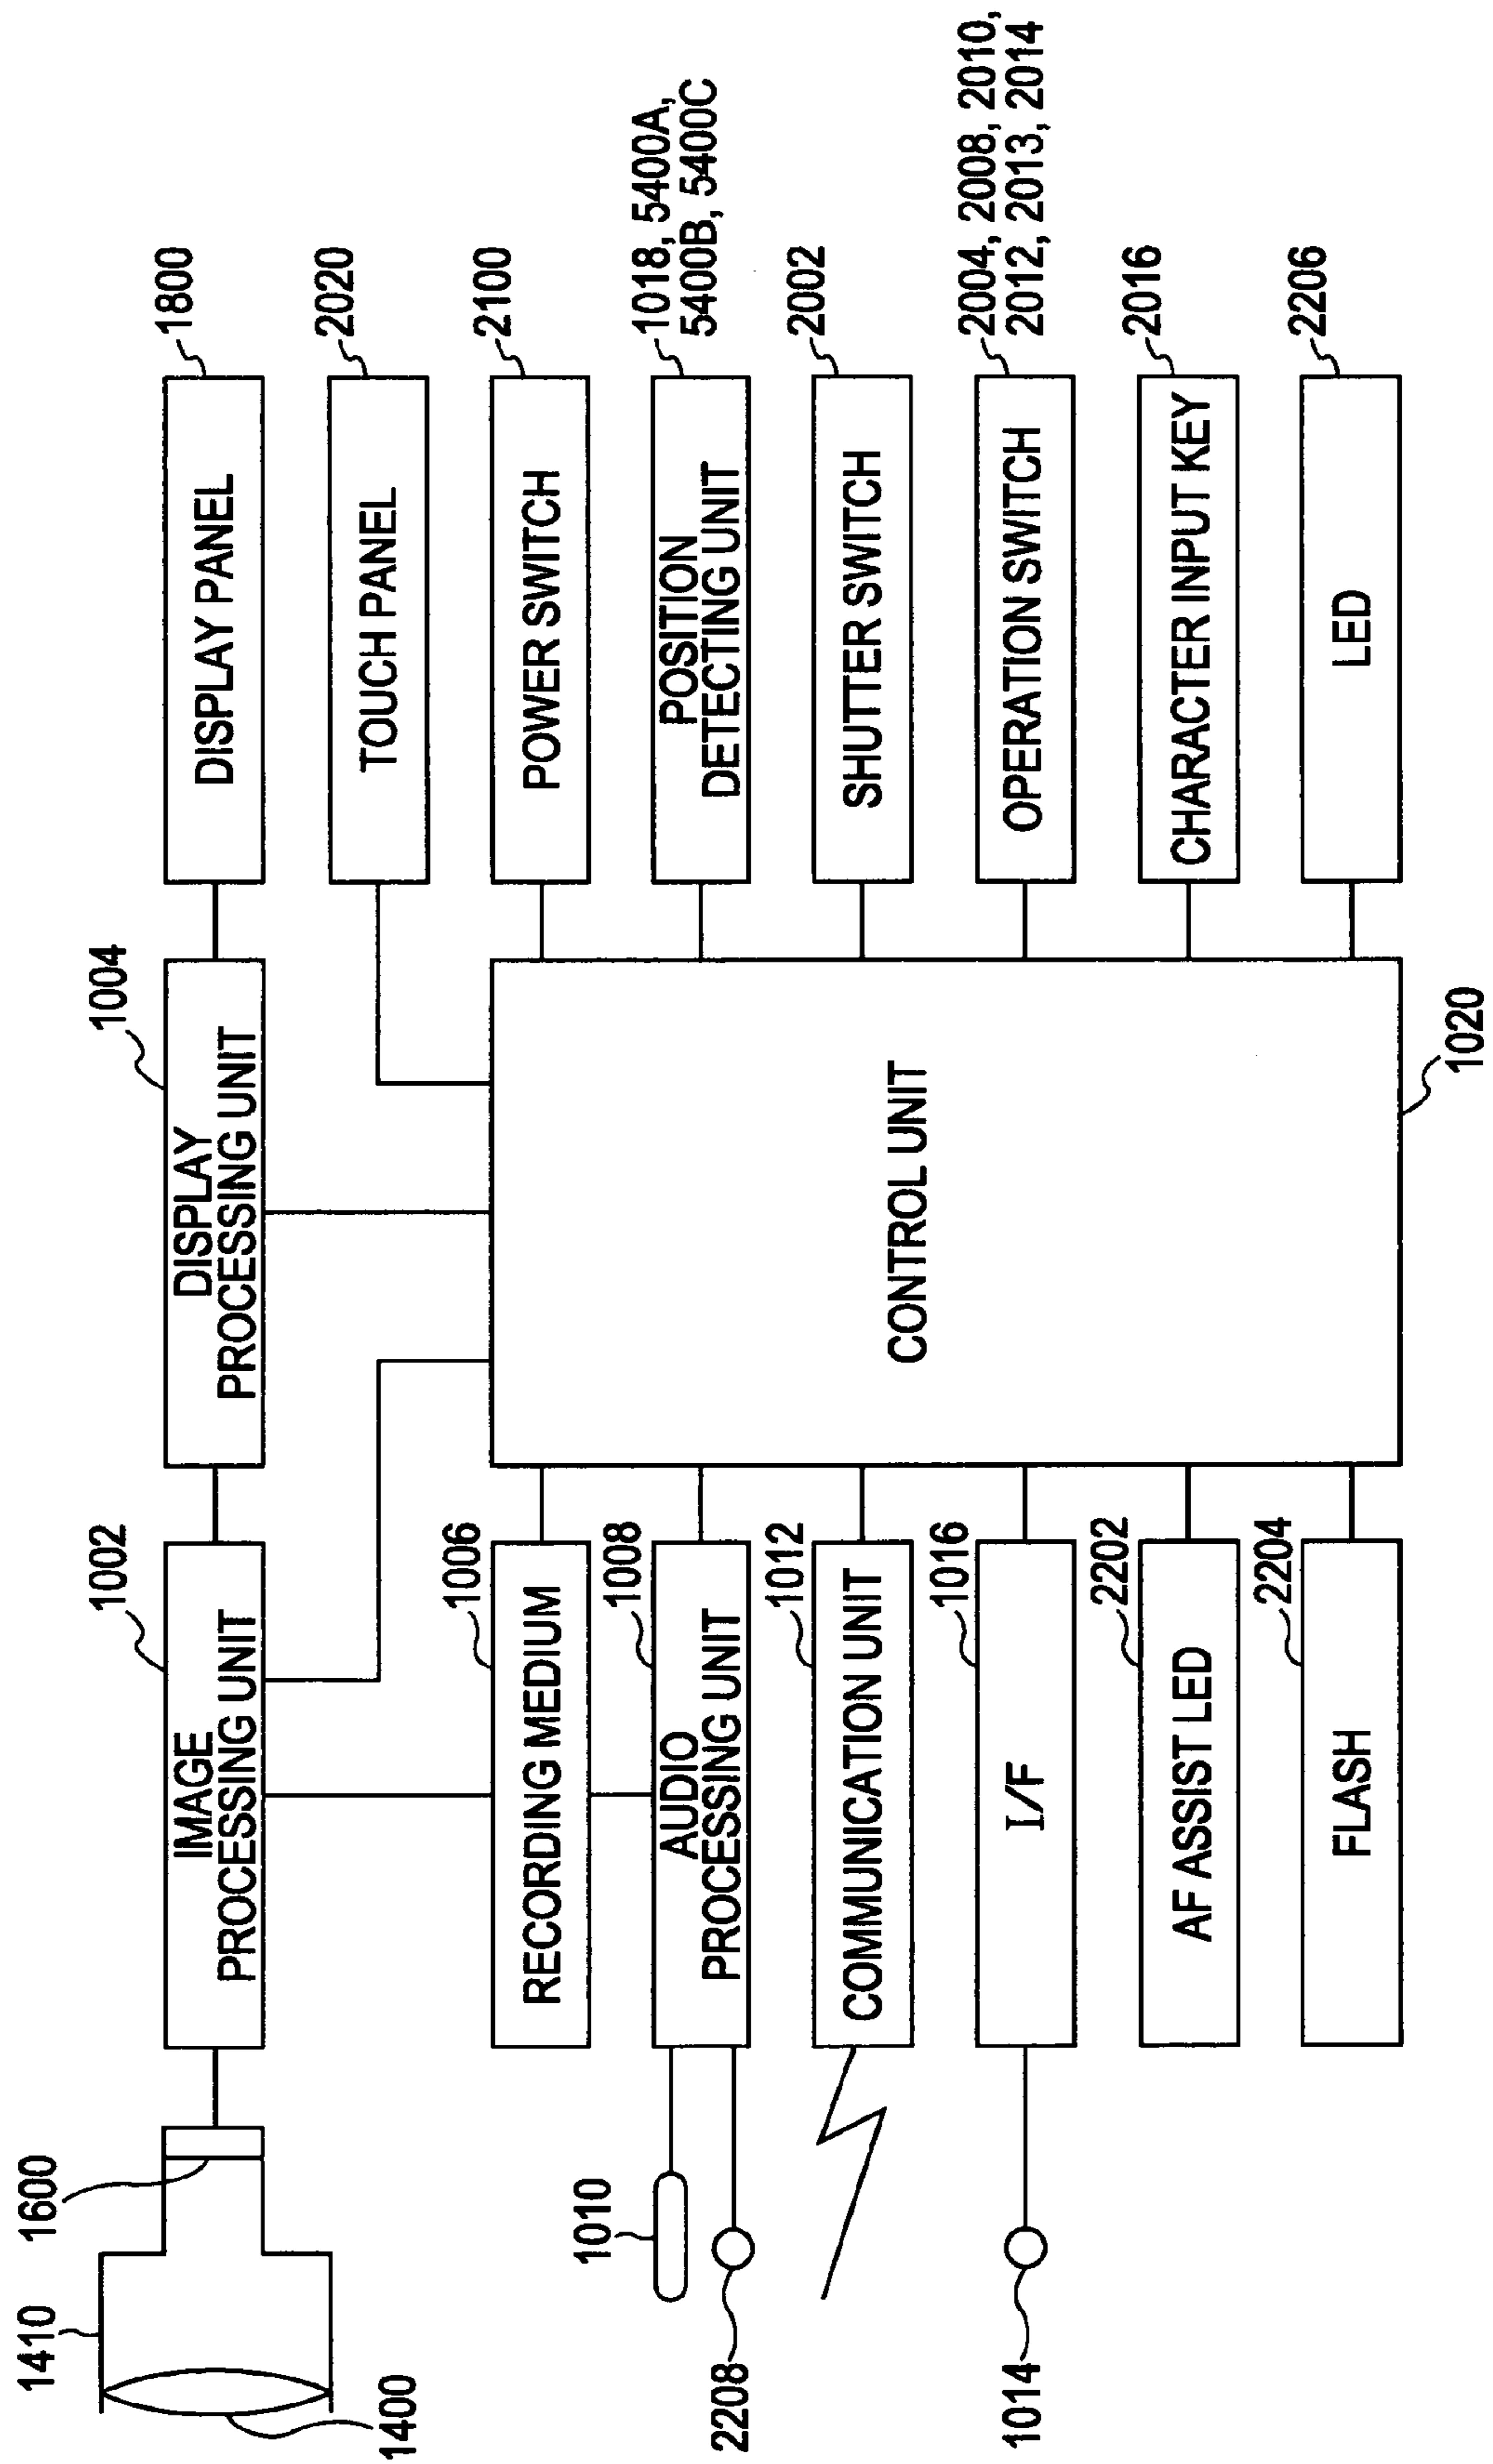 1410
1600
1400
1002
IMAGE
PROCESSING UNIT
1004
DISPLAY
PROCESSING UNIT
1800
DISPLAY PANEL
2020
TOUCH PANEL
1006
RECORDING MEDIUM
2100
POWER SWITCH
1010
2208
1008
AUDIO
PROCESSING UNIT
1018, 5400A,
5400B, 5400C
POSITION
DETECTING UNIT
1012
COMMUNICATION UNIT
CONTROL UNIT
1020
2002
SHUTTER SWITCH
1014
1016
I/F
2004, 2008, 2010,
2012, 2013, 2014
OPERATION SWITCH
2202
AF ASSIST LED
2016
CHARACTER INPUT KEY
2204
FLASH
2206
LED